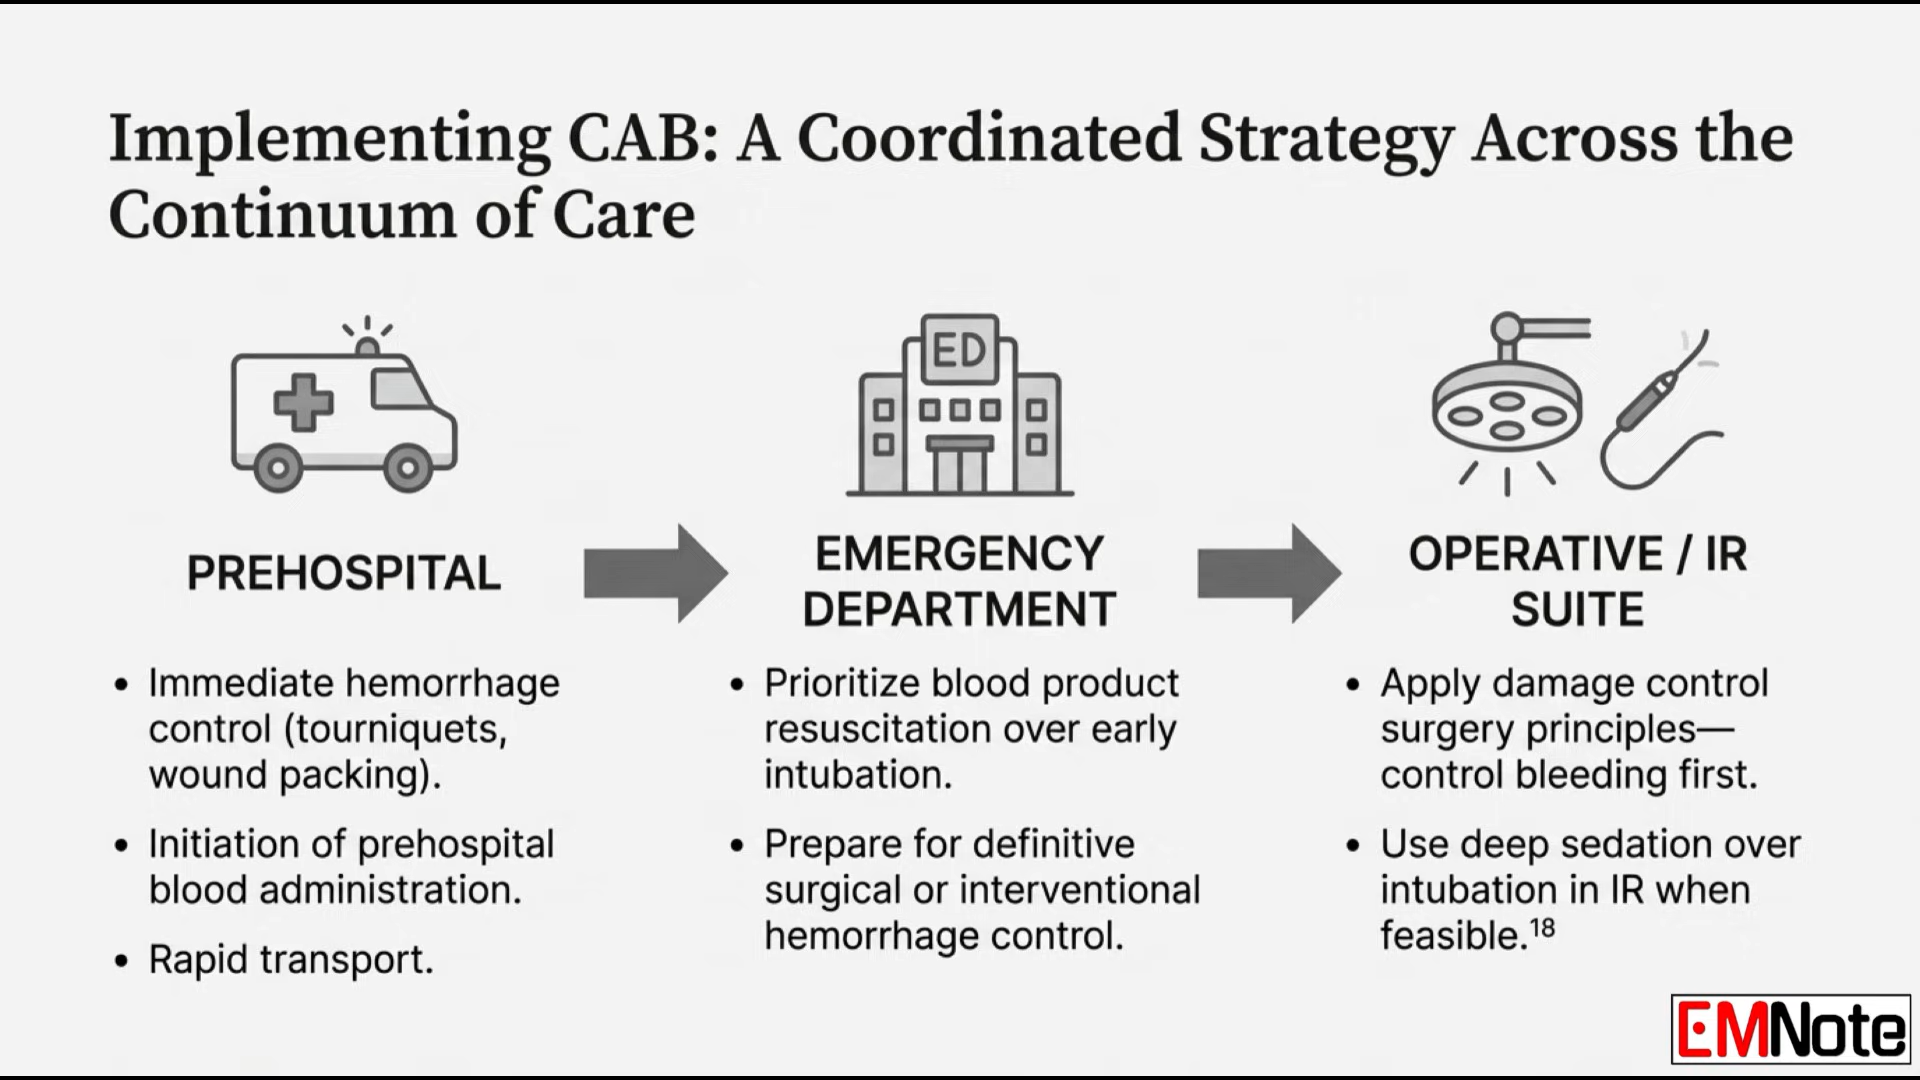 Implementing CAB: A Coordinated Strategy Across the
Continuum of Care
ED
PREHOSPITAL
• Immediate hemorrhage
control (tourniquets,
wound packing).
• Initiation of prehospital
blood administration.
• Rapid transport.
EMERGENCY
DEPARTMENT
• Prioritize blood product
resuscitation over early
intubation.
• Prepare for definitive
surgical or interventional
hemorrhage control.
OPERATIVE / IR
SUITE
• Apply damage control
surgery principles—
control bleeding first.
• Use deep sedation over
intubation in IR when
feasible.¹⁸
EMNote